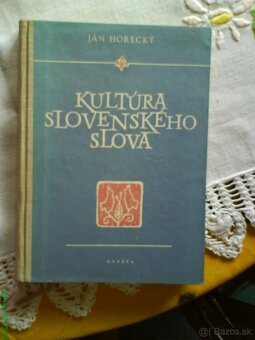 JÁN HORECKÝ
KULTÚRA
SLOVENSKÉHO
SLOVA
OSVETA
Bazos.sk